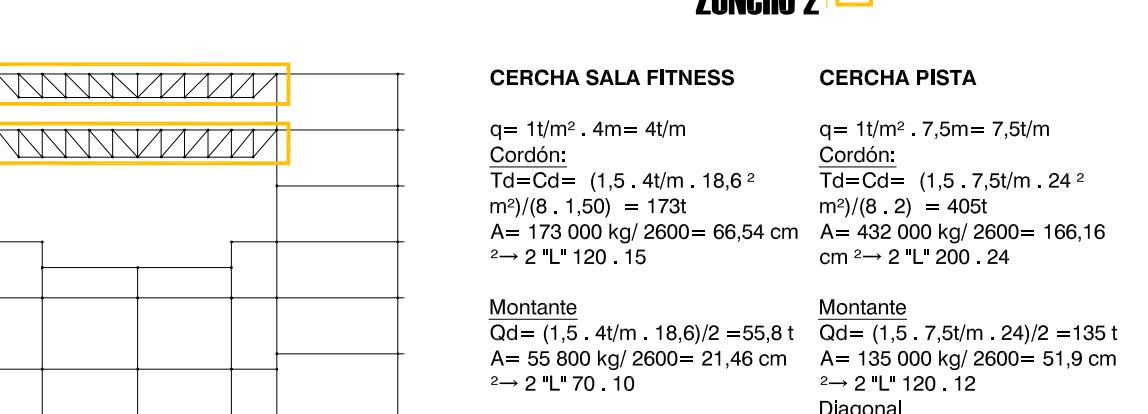 ZUNCHO 2
CERCHA SALA FITNESS
q= 1t/m² . 4m= 4t/m
Cordón:
Td=Cd= (1,5 . 4t/m . 18,6 ²
m²)/(8 . 1,50) = 173t
A= 173 000 kg/ 2600= 66,54 cm
²→ 2 "L" 120 . 15
Montante
Qd= (1,5 . 4t/m . 18,6)/2 =55,8 t
A= 55 800 kg/ 2600= 21,46 cm
²→ 2 "L" 70 . 10
CERCHA PISTA
q= 1t/m² . 7,5m= 7,5t/m
Cordón:
Td=Cd= (1,5 . 7,5t/m . 24 ²
m²)/(8 . 2) = 405t
A= 432 000 kg/ 2600= 166,16
cm ²→ 2 "L" 200 . 24
Montante
Qd= (1,5 . 7,5t/m . 24)/2 =135 t
A= 135 000 kg/ 2600= 51,9 cm
²→ 2 "L" 120 . 12
Diagonal